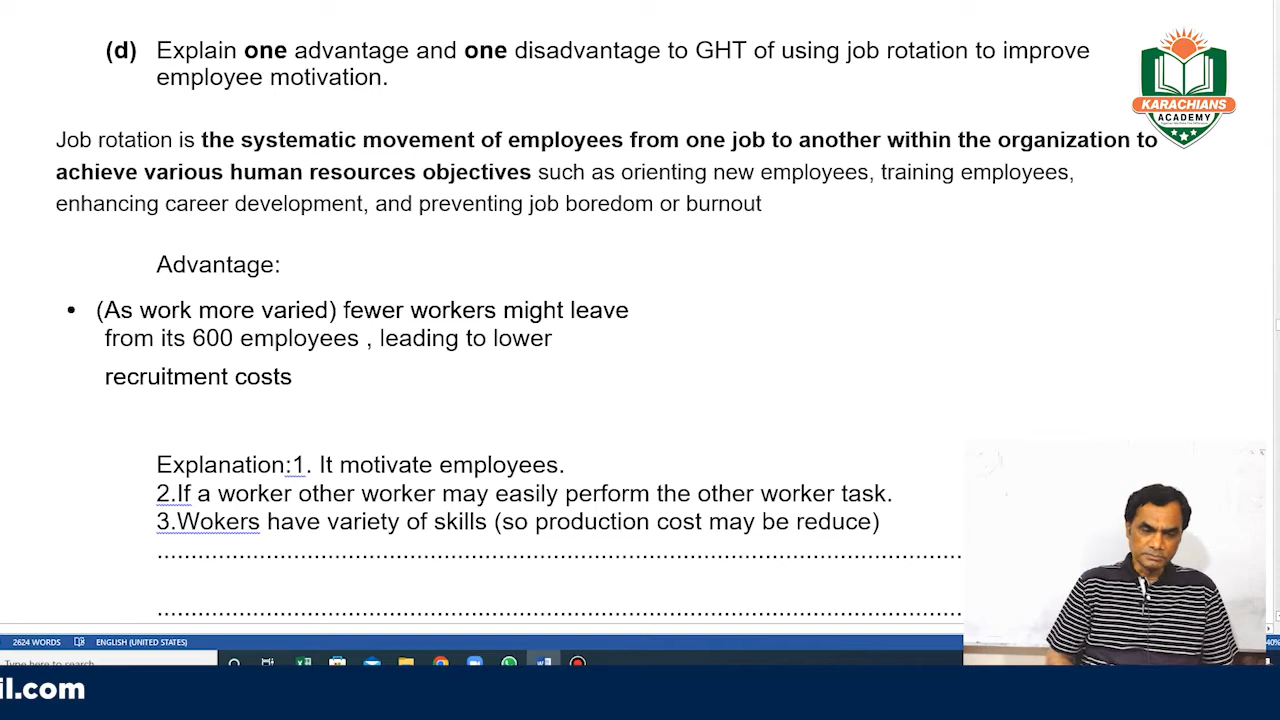 (d) Explain one advantage and one disadvantage to GHT of using job rotation to improve
employee motivation.
KARACHIANS
ACADEMY
Job rotation is the systematic movement of employees from one job to another within the organization to
achieve various human resources objectives such as orienting new employees, training employees,
enhancing career development, and preventing job boredom or burnout
Advantage:
• (As work more varied) fewer workers might leave
from its 600 employees , leading to lower
recruitment costs
Explanation:1. It motivate employees.
2.If a worker other worker may easily perform the other worker task.
3.Wokers have variety of skills (so production cost may be reduce)
2624 WORDS ENGLISH (UNITED STATES)
40%
Type here to search
il.com